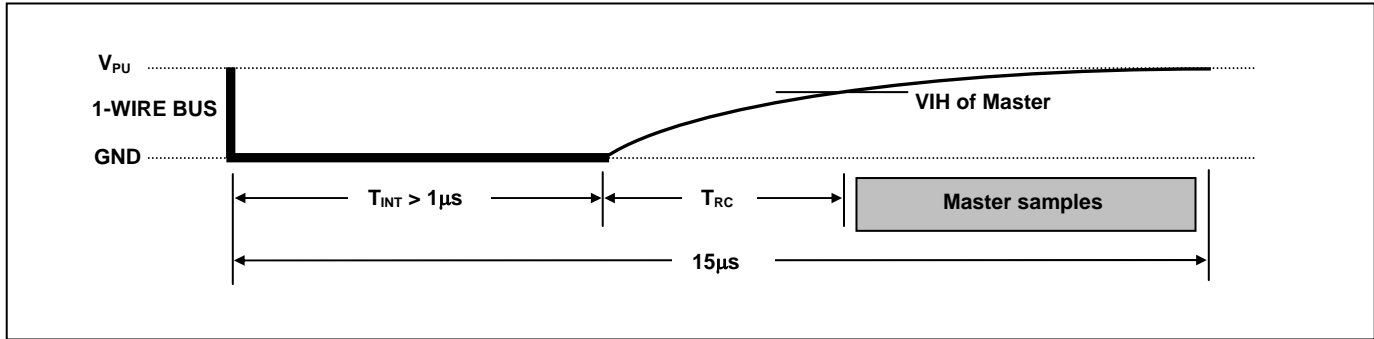 VPU
1-WIRE BUS
VIH of Master
GND
TINT > 1μs
TRC
Master samples
15μs